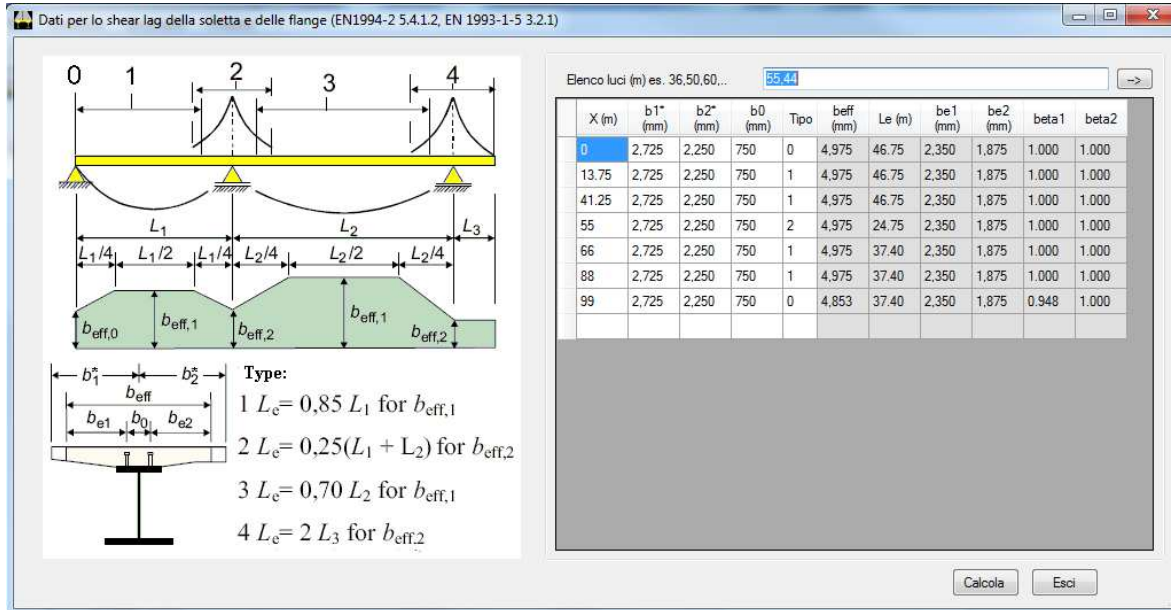 Dati per lo shear lag della soletta e delle flange (EN1994-2 5.4.1.2, EN 1993-1-5 3.2.1)
Elenco luci (m) es. 36,50,60,.. 55,44 -->
0 1 2 3 4
L1 L2 L3
L1/4 L1/2 L1/4 L2/4 L2/2 L2/4
beff,0 beff,1 beff,2 beff,1 beff,2
b*1 b*2
beff
be1 b0 be2
Type:
1 Le= 0,85 L1 for beff,1
2 Le= 0,25(L1 + L2) for beff,2
3 Le= 0,70 L2 for beff,1
4 Le= 2 L3 for beff,2
X (m) b1* (mm) b2* (mm) b0 (mm) Tipo beff (mm) Le (m) be1 (mm) be2 (mm) beta1 beta2
0 2,725 2,250 750 0 4,975 46.75 2,350 1,875 1.000 1.000
13.75 2,725 2,250 750 1 4,975 46.75 2,350 1,875 1.000 1.000
41.25 2,725 2,250 750 1 4,975 46.75 2,350 1,875 1.000 1.000
55 2,725 2,250 750 2 4,975 24.75 2,350 1,875 1.000 1.000
66 2,725 2,250 750 1 4,975 37.40 2,350 1,875 1.000 1.000
88 2,725 2,250 750 1 4,975 37.40 2,350 1,875 1.000 1.000
99 2,725 2,250 750 0 4,853 37.40 2,350 1,875 0.948 1.000
Calcola Esci